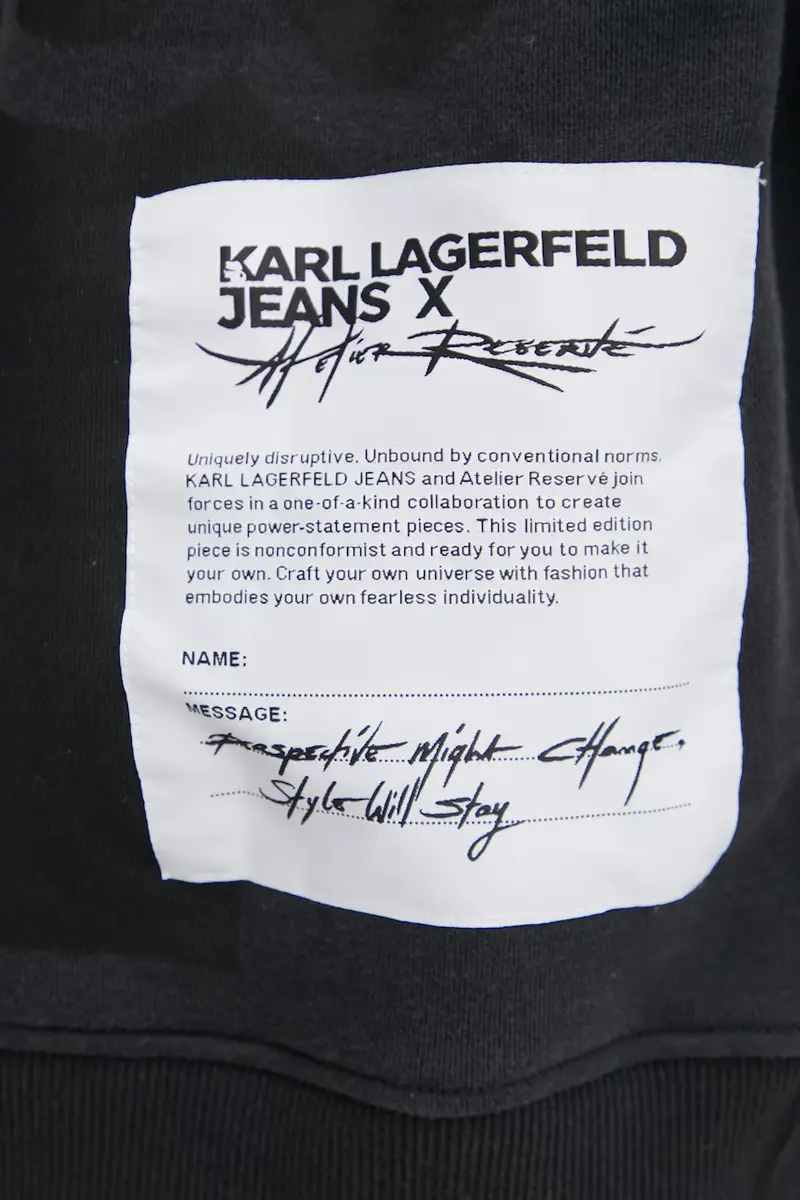 KARL LAGERFELD
JEANS X
Atelier Reservé
Uniquely disruptive. Unbound by conventional norms.
KARL LAGERFELD JEANS and Atelier Reservé join
forces in a one-of-a-kind collaboration to create
unique power-statement pieces. This limited edition
piece is nonconformist and ready for you to make it
your own. Craft your own universe with fashion that
embodies your own fearless individuality.
NAME:
MESSAGE:
Perspective Might Change,
Style Will Stay